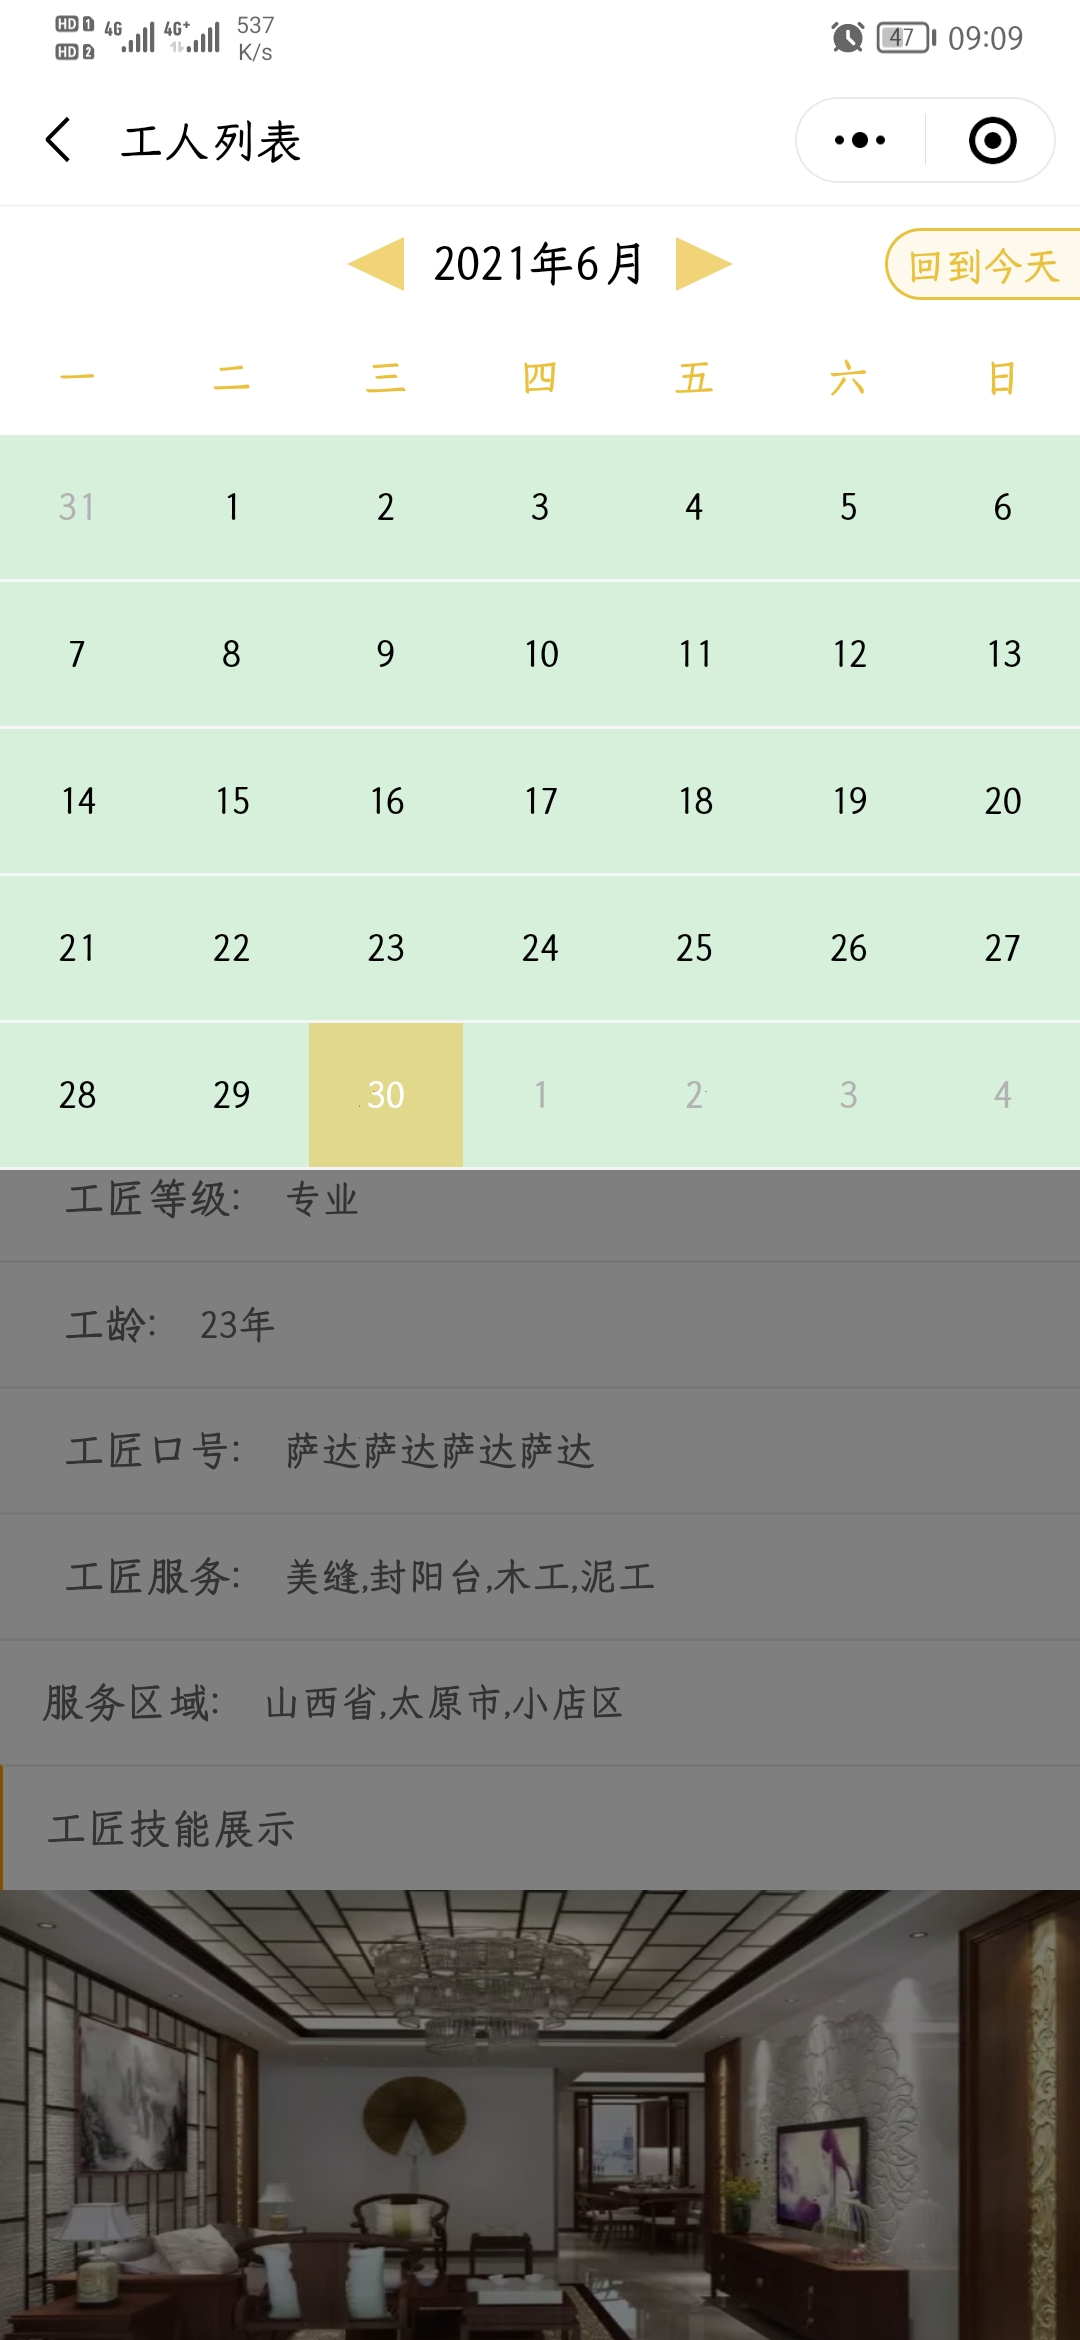 HD 1 4G 4G+ 537
HD 2 K/s 47 09:09
工人列表
2021年6月 回到今天
一 二 三 四 五 六 日
31 1 2 3 4 5 6
7 8 9 10 11 12 13
14 15 16 17 18 19 20
21 22 23 24 25 26 27
28 29 30 1 2 3 4
工匠等级: 专业
工龄: 23年
工匠口号: 萨达萨达萨达萨达
工匠服务: 美缝,封阳台,木工,泥工
服务区域: 山西省,太原市,小店区
工匠技能展示